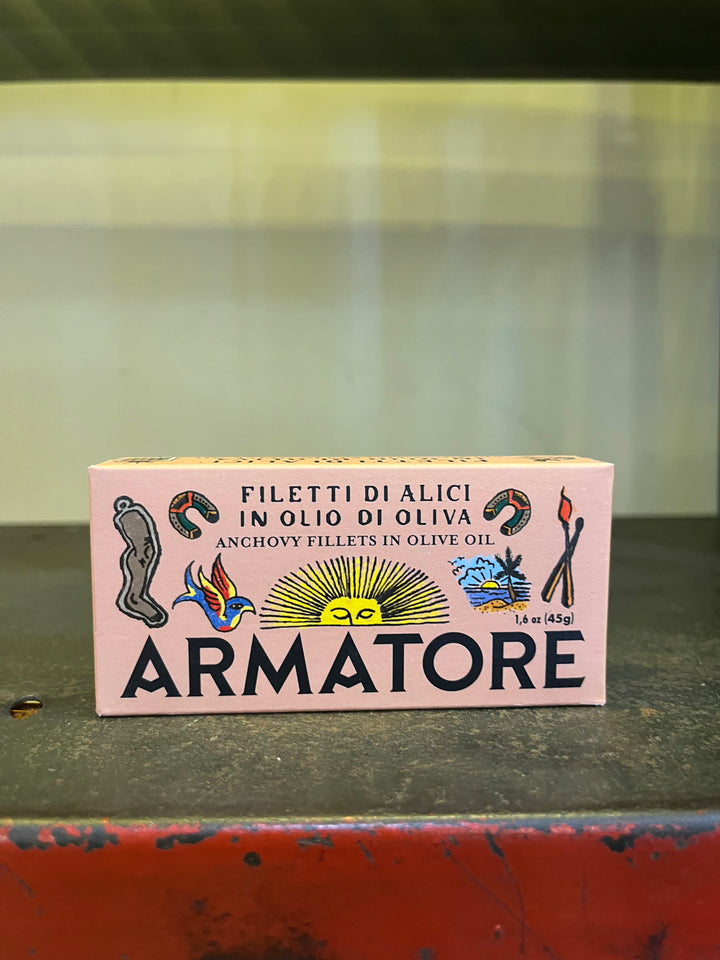 FILETTI DI ALICI
IN OLIO DI OLIVA
ANCHOVY FILLETS IN OLIVE OIL
1,6 oz (45g)
ARMATORE